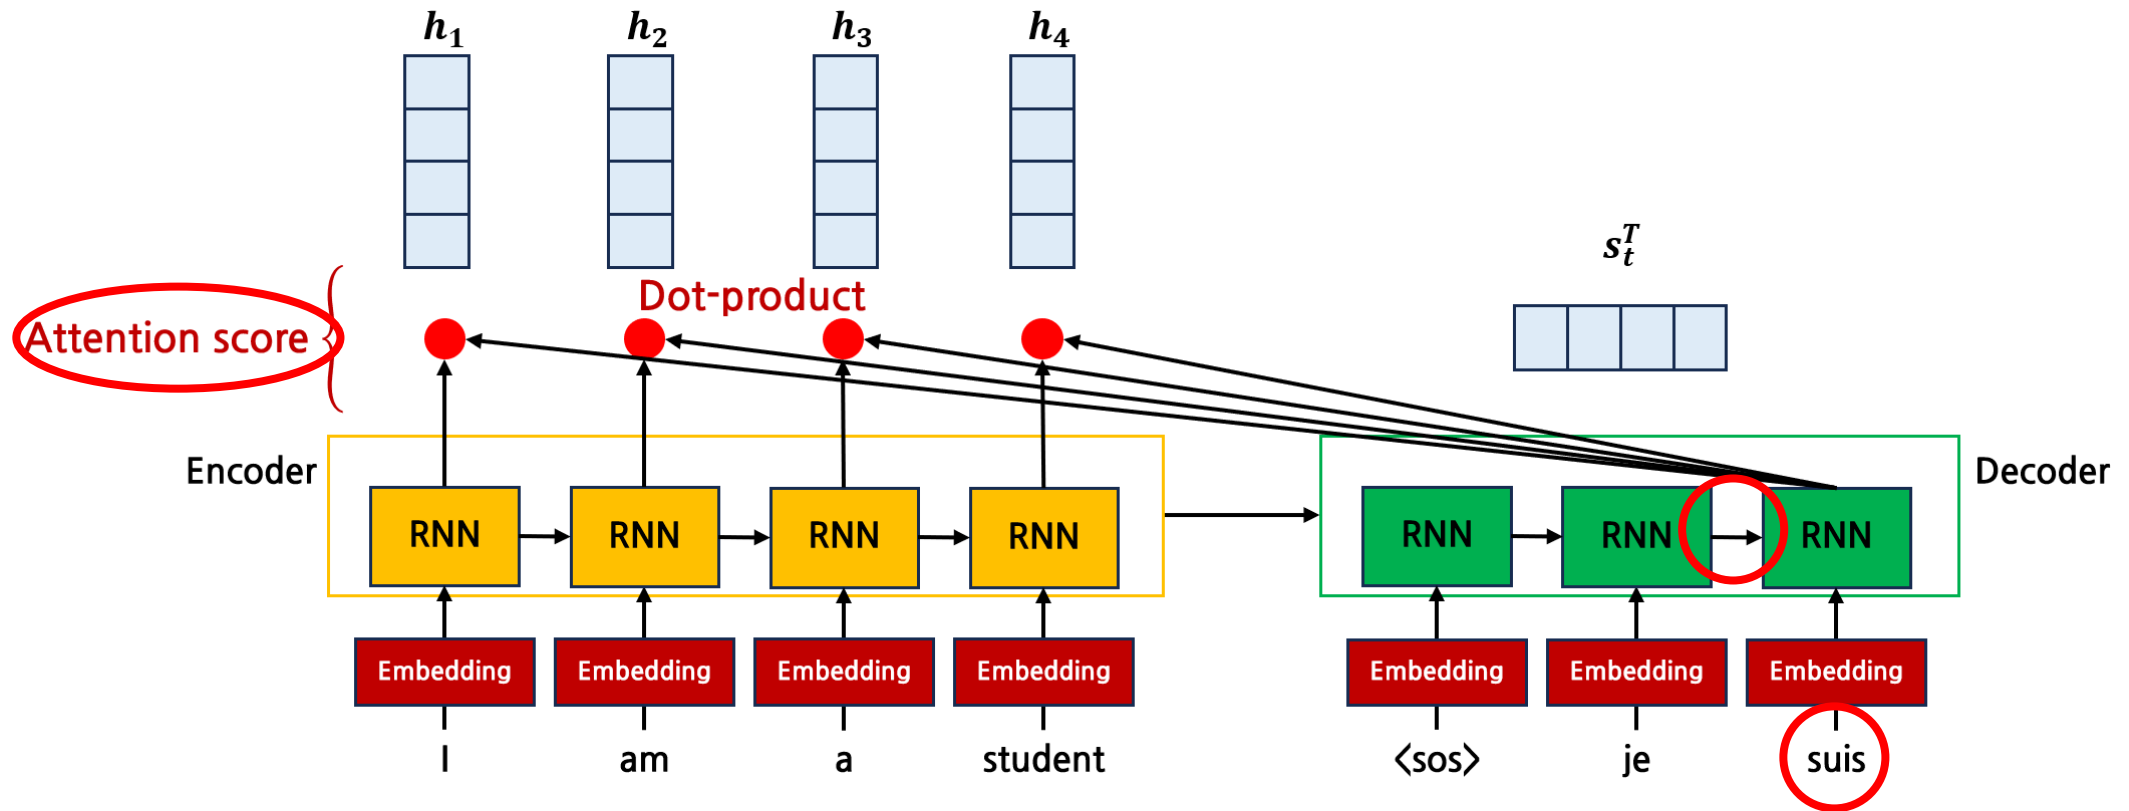 h₁ h₂ h₃ h₄
sₜᵀ
Dot-product
Attention score
Encoder
Decoder
RNN RNN RNN RNN RNN RNN RNN
Embedding Embedding Embedding Embedding Embedding Embedding Embedding
I am a student <sos> je suis